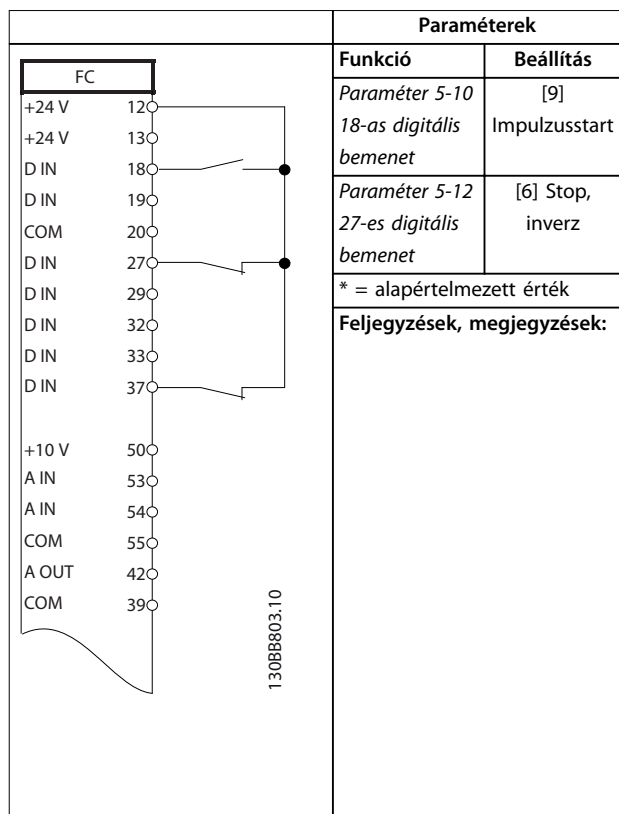 FC
+24 V 12
+24 V 13
D IN 18
D IN 19
COM 20
D IN 27
D IN 29
D IN 32
D IN 33
D IN 37
+10 V 50
A IN 53
A IN 54
COM 55
A OUT 42
COM 39
130BB803.10
Paraméterek
Funkció Beállítás
Paraméter 5-10 [9]
18-as digitális Impulzusstart
bemenet
Paraméter 5-12 [6] Stop,
27-es digitális inverz
bemenet
* = alapértelmezett érték
Feljegyzések, megjegyzések: